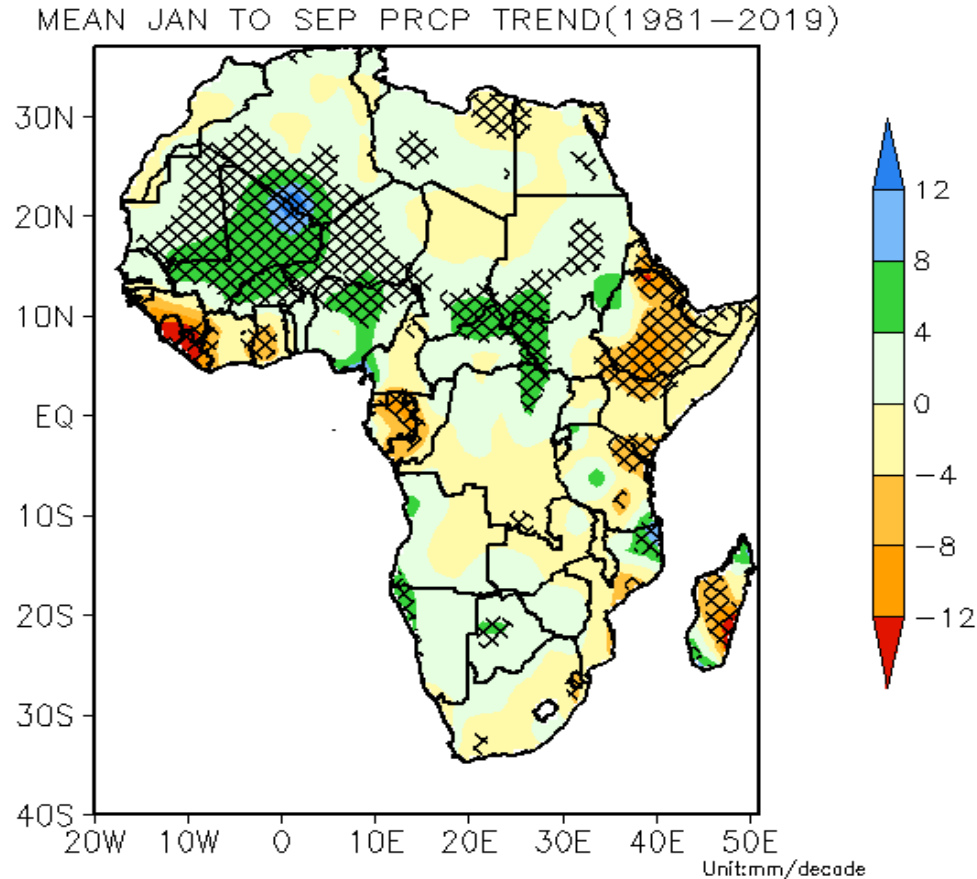 MEAN JAN TO SEP PRCP TREND(1981−2019)
30N
20N
10N
EQ
10S
20S
30S
40S
20W 10W 0 10E 20E 30E 40E 50E
12
8
4
0
−4
−8
−12
Unit:mm/decade